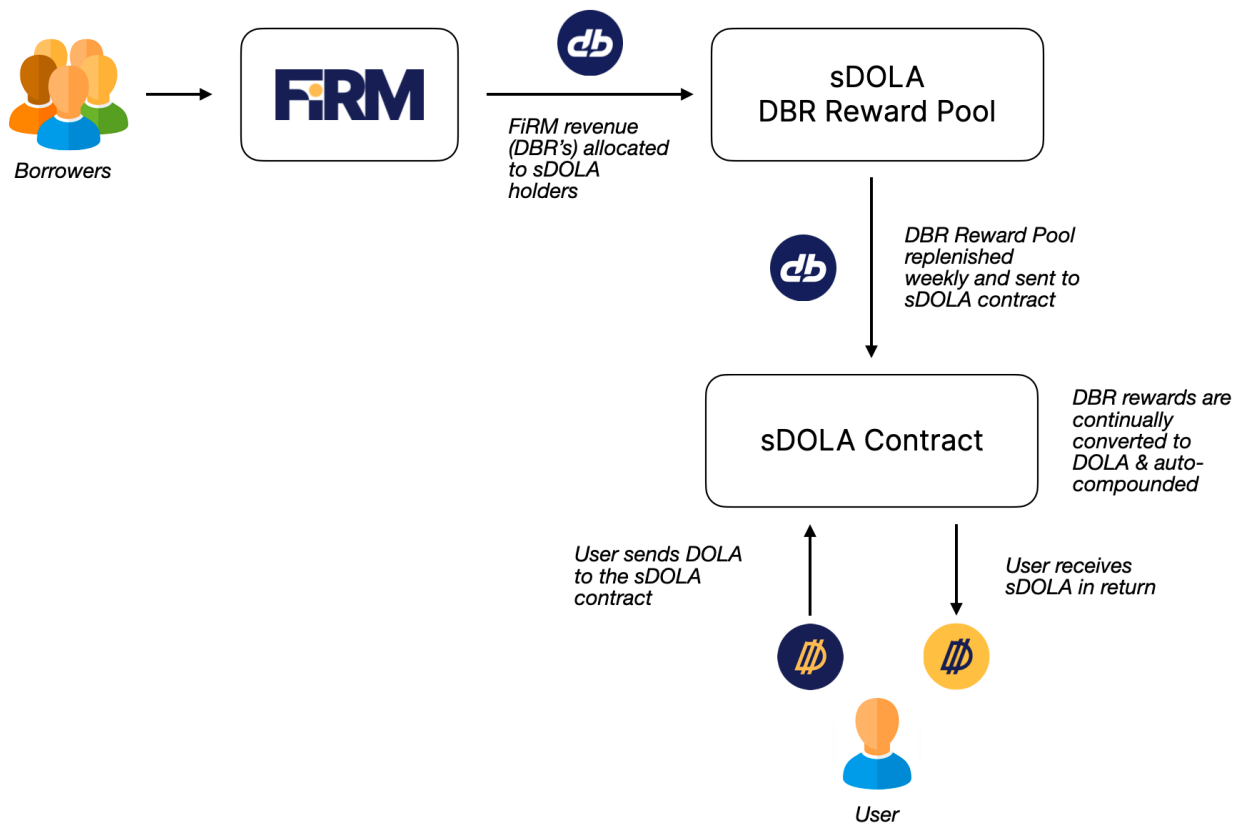 db
FiRM
sDOLA
DBR Reward Pool
Borrowers
FiRM revenue
(DBR's) allocated
to sDOLA
holders
DBR Reward Pool
replenished
weekly and sent to
sDOLA contract
db
sDOLA Contract
DBR rewards are
continually
converted to
DOLA & auto-
compounded
User sends DOLA
to the sDOLA
contract
User receives
sDOLA in return
User